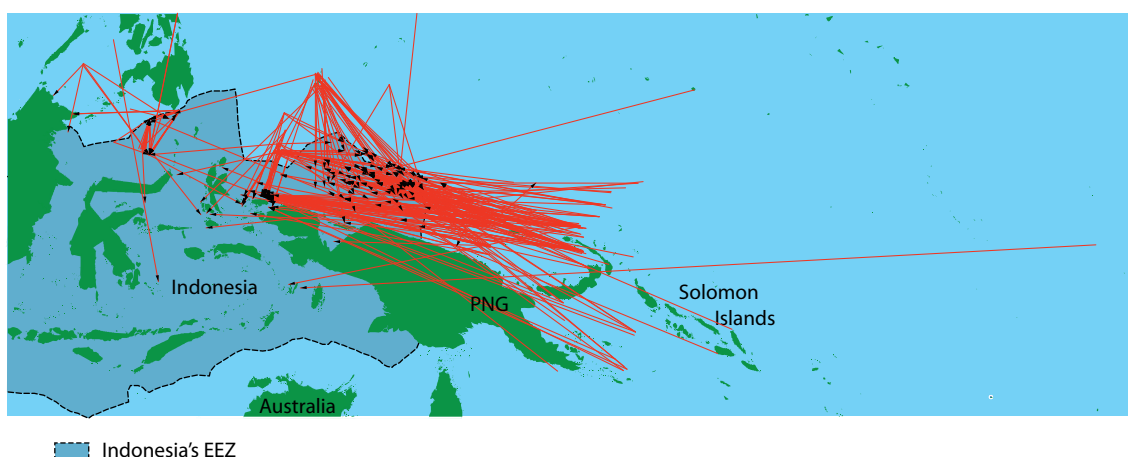 Indonesia
PNG
Solomon
Islands
Australia
Indonesia's EEZ